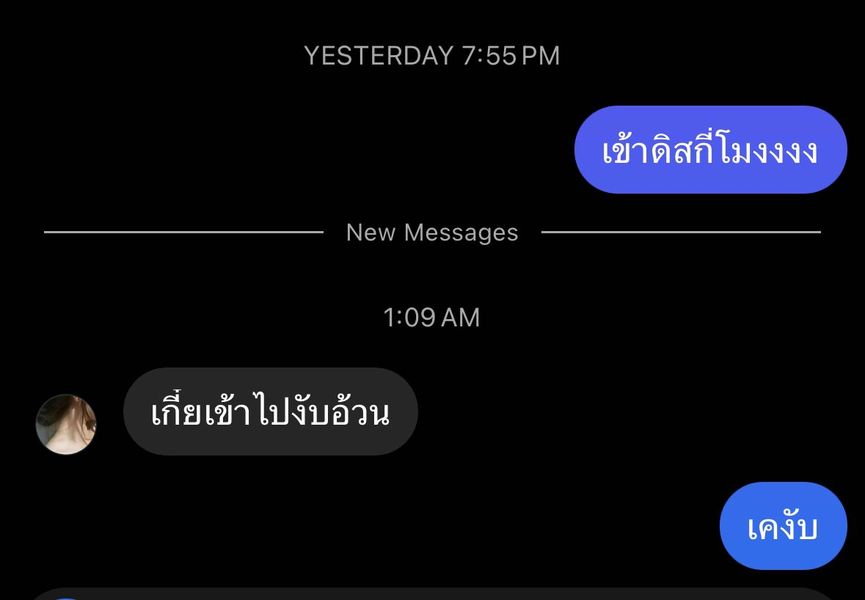 YESTERDAY 7:55 PM
เข้าดิสกี่โมงงงง
New Messages
1:09 AM
เกี๋ยเข้าไปงับอ้วน
เคงับ